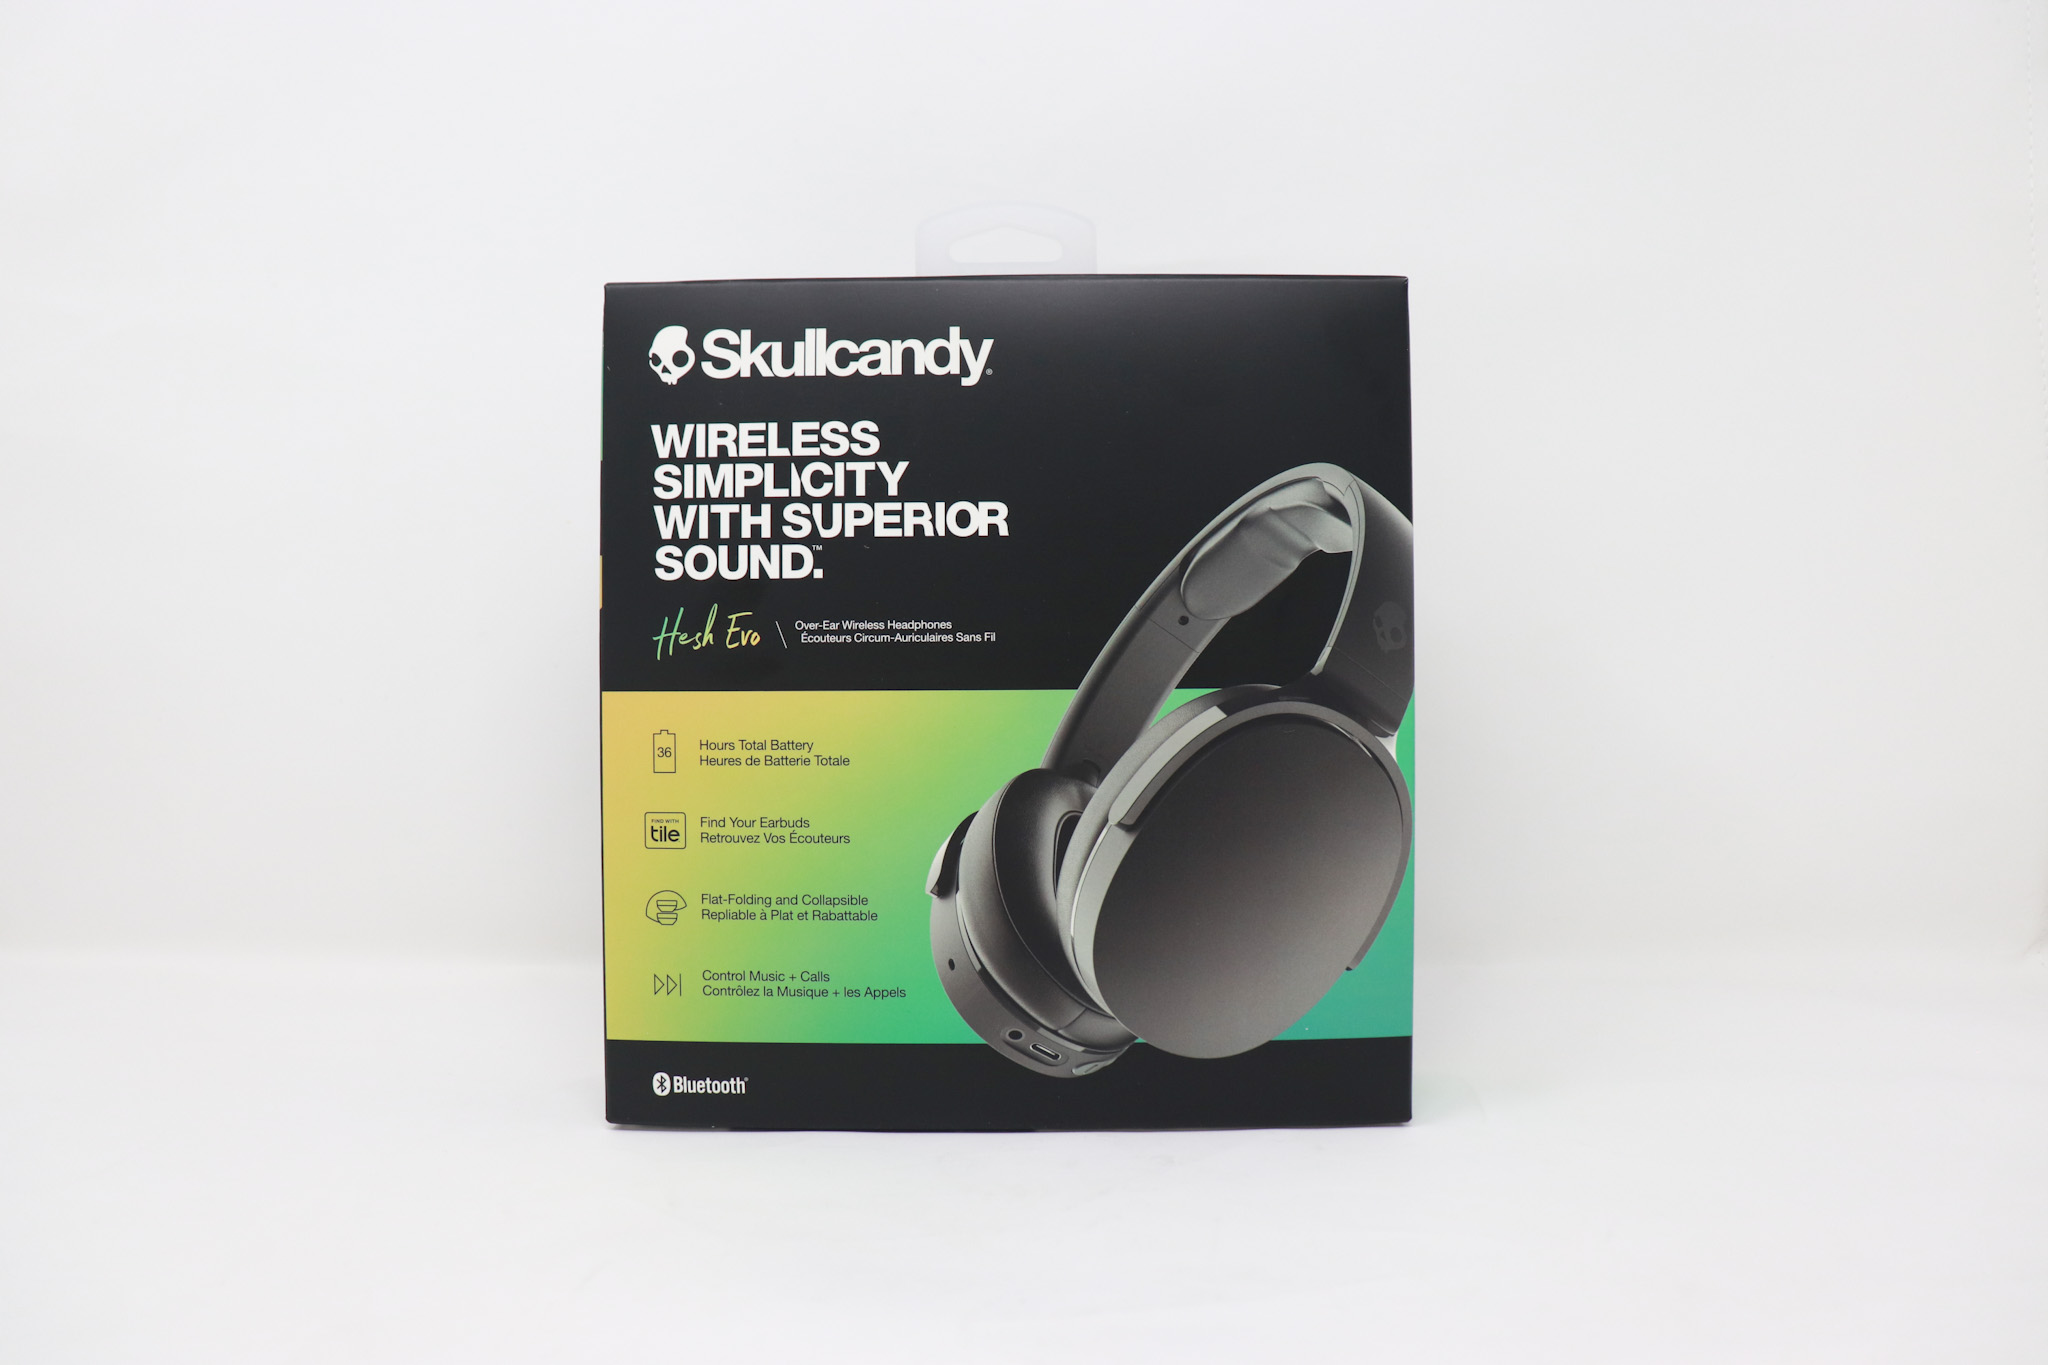 Skullcandy®
WIRELESS
SIMPLICITY
WITH SUPERIOR
SOUND.™
Hesh Evo \ Over-Ear Wireless Headphones
Écouteurs Circum-Auriculaires Sans Fil
36
Hours Total Battery
Heures de Batterie Totale
FIND WITH
tile
Find Your Earbuds
Retrouvez Vos Écouteurs
Flat-Folding and Collapsible
Repliable à Plat et Rabattable
Control Music + Calls
Contrôlez la Musique + les Appels
Bluetooth®